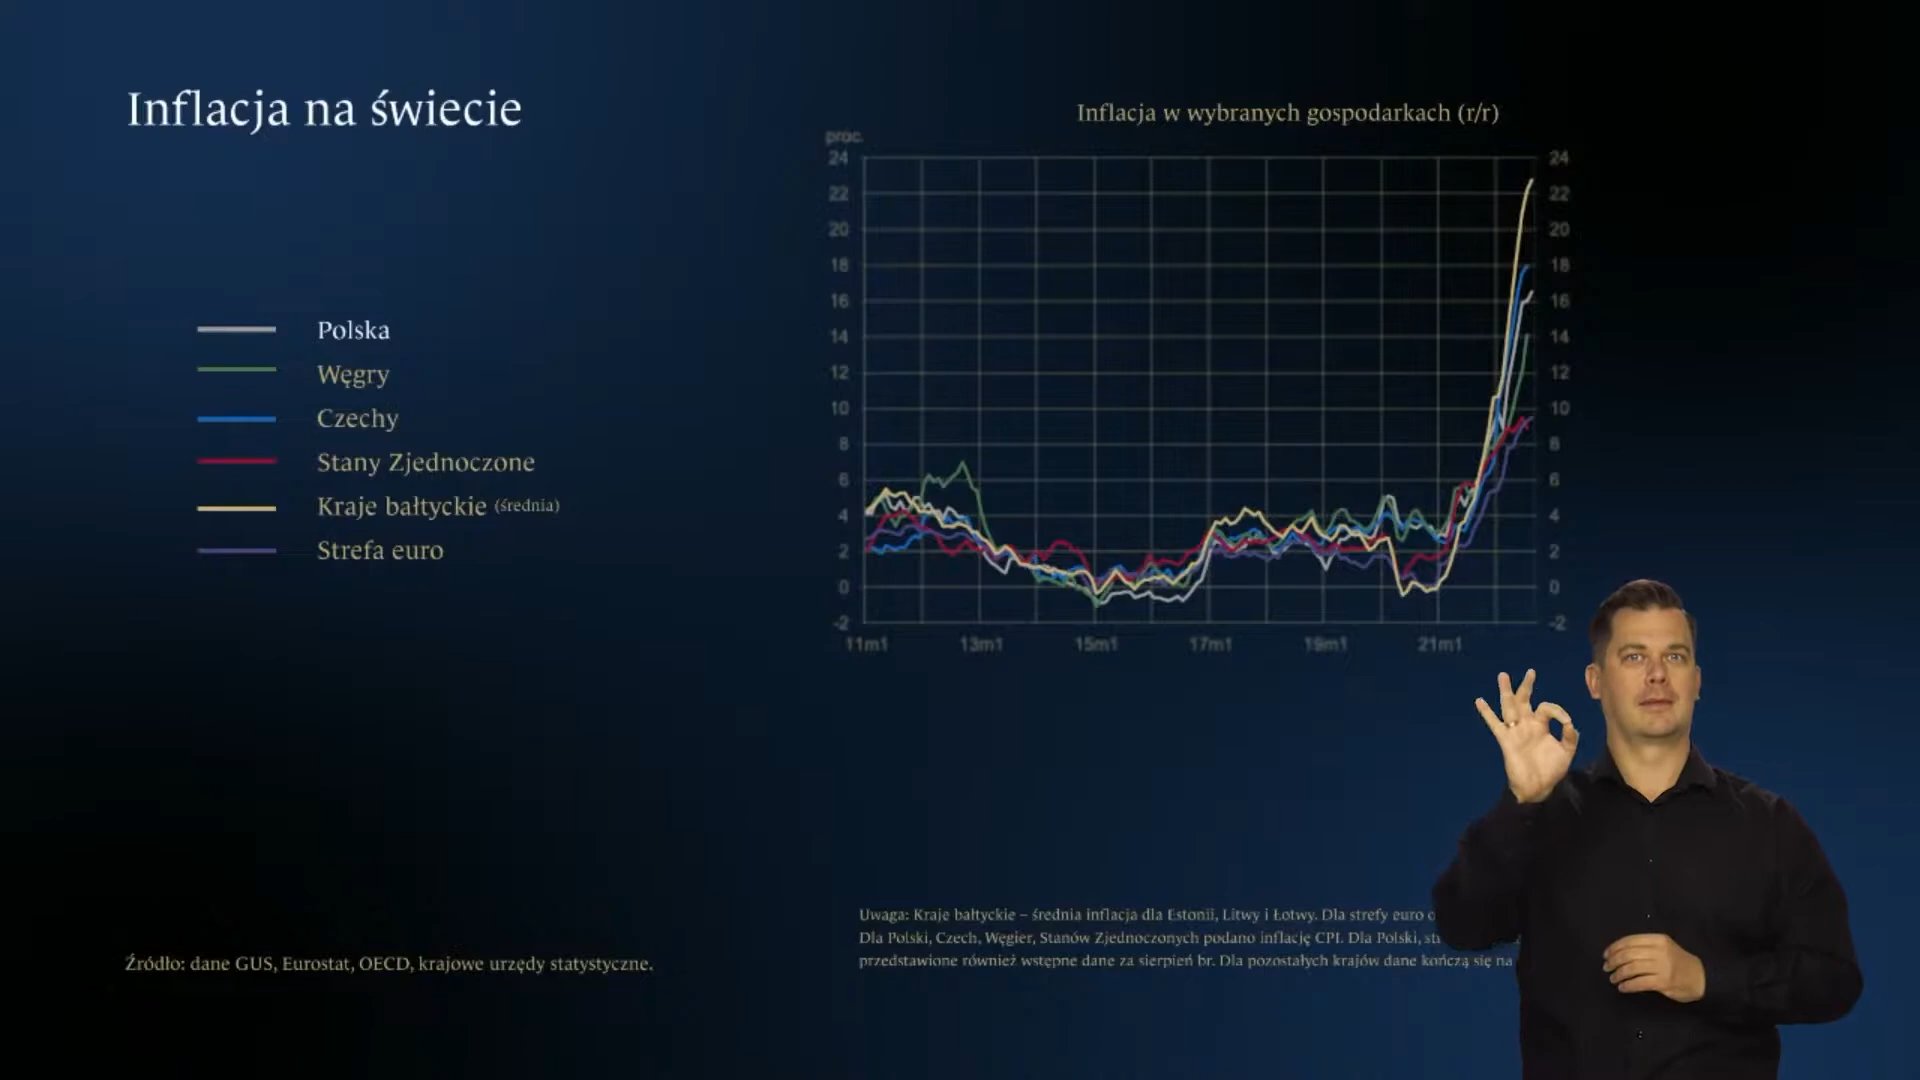 Inflacja na świecie
Inflacja w wybranych gospodarkach (r/r)
proc.
24 24
22 22
20 20
18 18
16 16
14 14
12 12
10 10
8 8
6 6
4 4
2 2
0 0
-2 -2
11m1 13m1 15m1 17m1 19m1 21m1
Polska
Węgry
Czechy
Stany Zjednoczone
Kraje bałtyckie (średnia)
Strefa euro
Uwaga: Kraje bałtyckie – średnia inflacja dla Estonii, Litwy i Łotwy. Dla strefy euro
Dla Polski, Czech, Węgier, Stanów Zjednoczonych podano inflację CPI. Dla Polski,
przedstawione również wstępne dane za sierpień br. Dla pozostałych krajów dane kończą się na
Źródło: dane GUS, Eurostat, OECD, krajowe urzędy statystyczne.